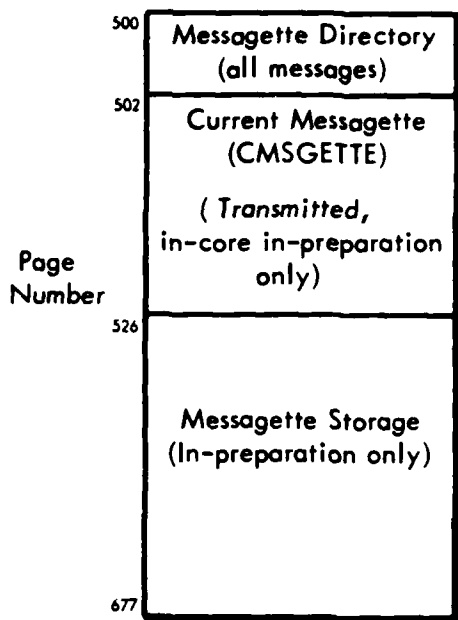 500
Messagette Directory
(all messages)
502
Current Messagette
(CMSGETTE)
( Transmitted,
in-core in-preparation
only)
Page
Number
526
Messagette Storage
(In-preparation only)
677